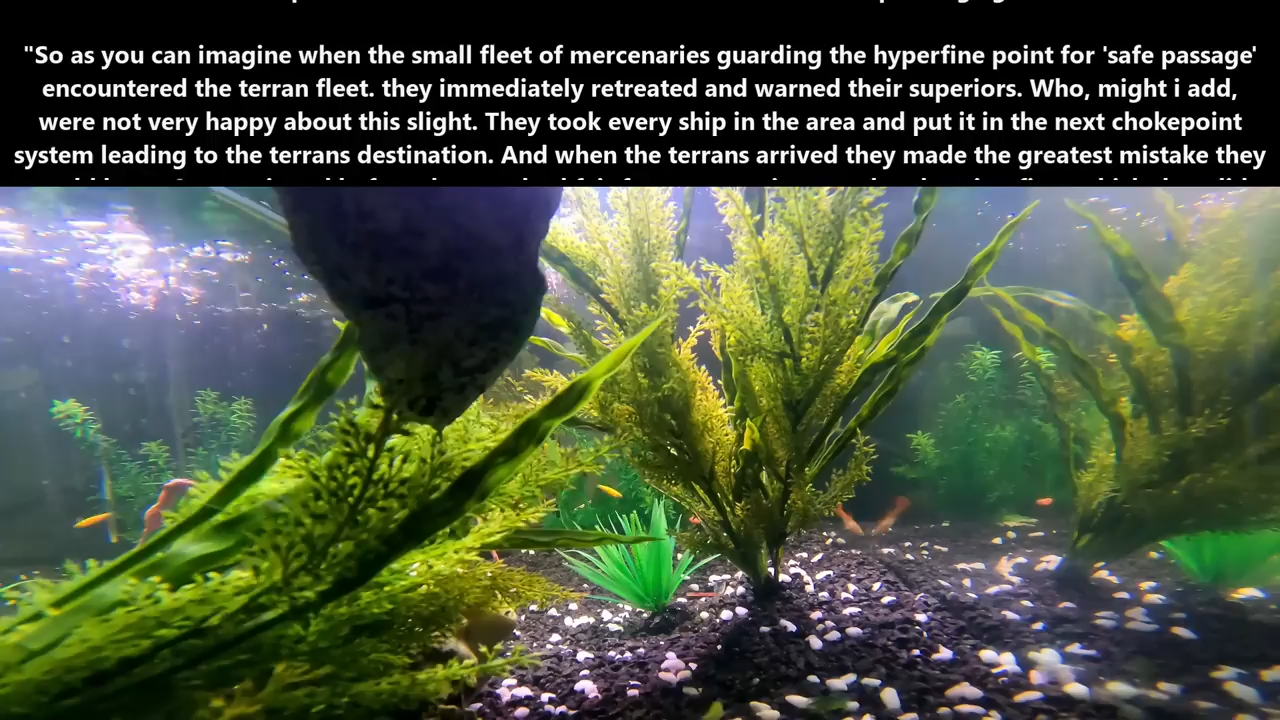 "So as you can imagine when the small fleet of mercenaries guarding the hyperfine point for 'safe passage'
encountered the terran fleet. they immediately retreated and warned their superiors. Who, might i add,
were not very happy about this slight. They took every ship in the area and put it in the next chokepoint
system leading to the terrans destination. And when the terrans arrived they made the greatest mistake they